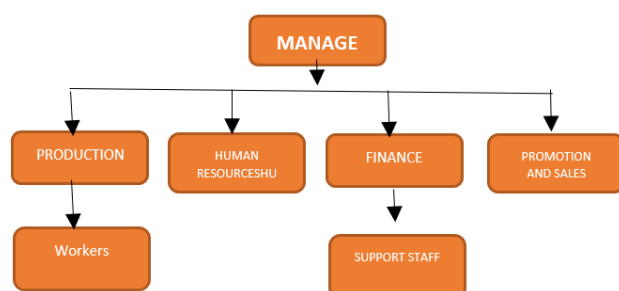 MANAGE
PRODUCTION
HUMAN
RESOURCESHU
FINANCE
PROMOTION
AND SALES
Workers
SUPPORT STAFF